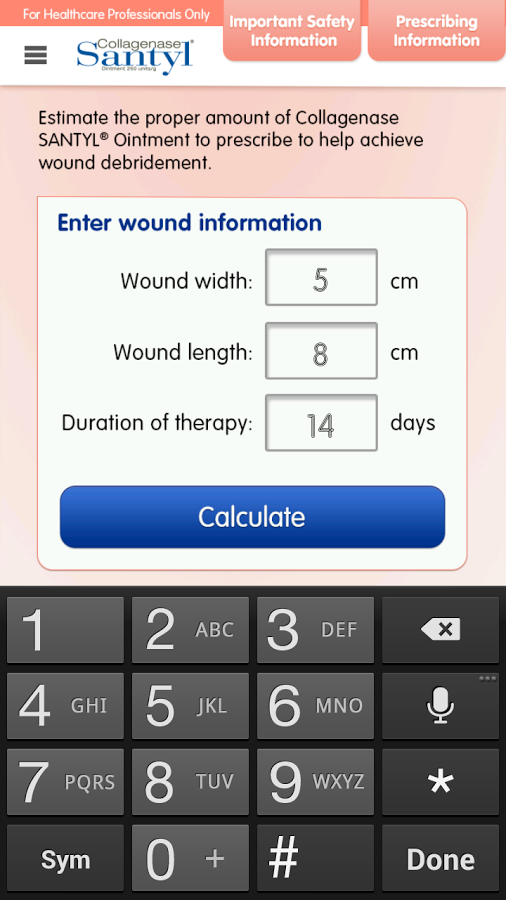 For Healthcare Professionals Only
Important Safety
Information
Prescribing
Information
Collagenase
Santyl®
Ointment 250 units/g
Estimate the proper amount of Collagenase
SANTYL® Ointment to prescribe to help achieve
wound debridement.
Enter wound information
Wound width: 5 cm
Wound length: 8 cm
Duration of therapy: 14 days
Calculate
1 2 ABC 3 DEF
4 GHI 5 JKL 6 MNO
7 PQRS 8 TUV 9 WXYZ *
Sym 0 + # Done